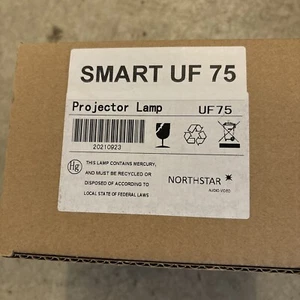 SMART UF 75
Projector Lamp UF75
20210923
Hg
THIS LAMP CONTAINS MERCURY,
AND MUST BE RECYCLED OR
DISPOSED OF ACCORDING TO
LOCAL STATE OF FEDERAL LAWS
NORTHSTAR
AUDIO VIDEO